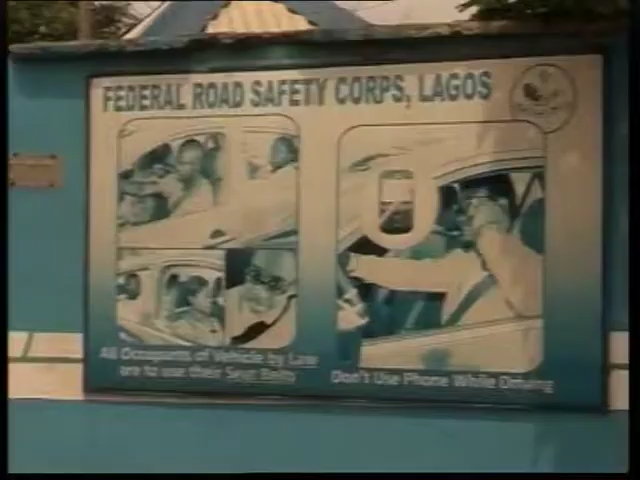 FEDERAL ROAD SAFETY CORPS, LAGOS
All Occupants of Vehicle by Law
are to use their Seat Belts
Don't Use Phone While Driving